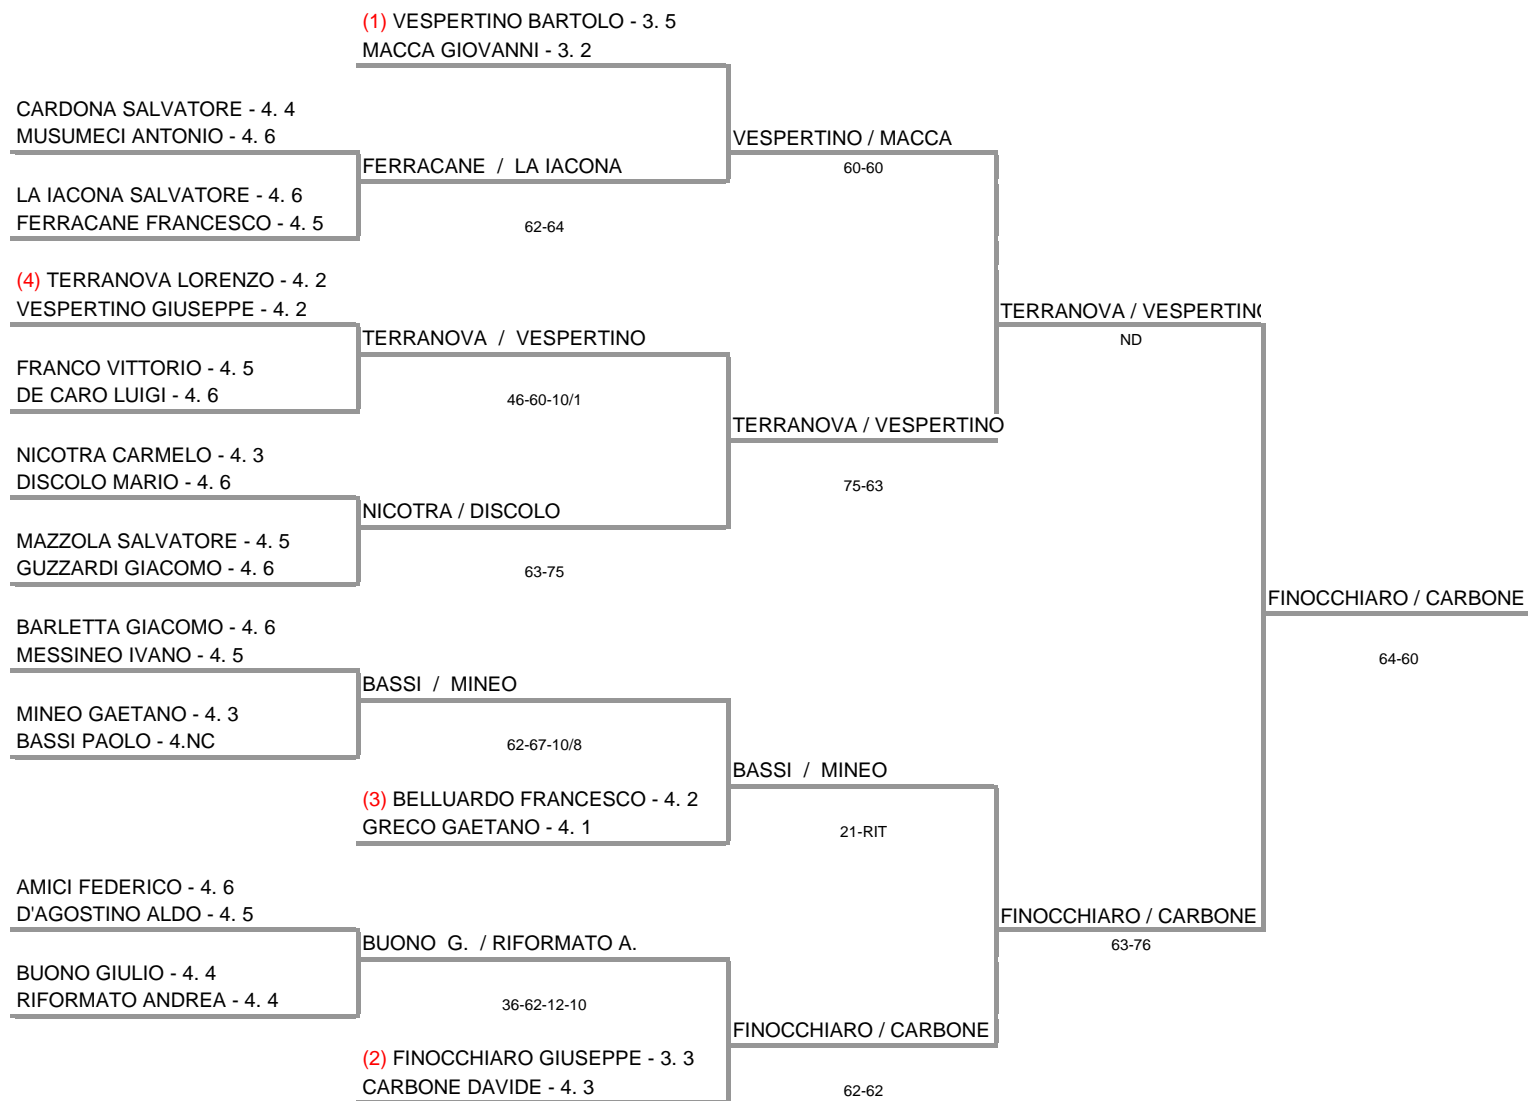 (1) VESPERTINO BARTOLO - 3. 5
MACCA GIOVANNI - 3. 2
CARDONA SALVATORE - 4. 4
MUSUMECI ANTONIO - 4. 6
VESPERTINO / MACCA
FERRACANE / LA IACONA
60-60
LA IACONA SALVATORE - 4. 6
FERRACANE FRANCESCO - 4. 5
62-64
(4) TERRANOVA LORENZO - 4. 2
VESPERTINO GIUSEPPE - 4. 2
TERRANOVA / VESPERTINO
TERRANOVA / VESPERTINO
ND
FRANCO VITTORIO - 4. 5
DE CARO LUIGI - 4. 6
46-60-10/1
TERRANOVA / VESPERTINO
NICOTRA CARMELO - 4. 3
DISCOLO MARIO - 4. 6
75-63
NICOTRA / DISCOLO
MAZZOLA SALVATORE - 4. 5
GUZZARDI GIACOMO - 4. 6
63-75
FINOCCHIARO / CARBONE
BARLETTA GIACOMO - 4. 6
MESSINEO IVANO - 4. 5
64-60
BASSI / MINEO
MINEO GAETANO - 4. 3
BASSI PAOLO - 4.NC
62-67-10/8
BASSI / MINEO
(3) BELLUARDO FRANCESCO - 4. 2
GRECO GAETANO - 4. 1
21-RIT
AMICI FEDERICO - 4. 6
D'AGOSTINO ALDO - 4. 5
FINOCCHIARO / CARBONE
BUONO G. / RIFORMATO A.
63-76
BUONO GIULIO - 4. 4
RIFORMATO ANDREA - 4. 4
36-62-12-10
FINOCCHIARO / CARBONE
(2) FINOCCHIARO GIUSEPPE - 3. 3
CARBONE DAVIDE - 4. 3
62-62